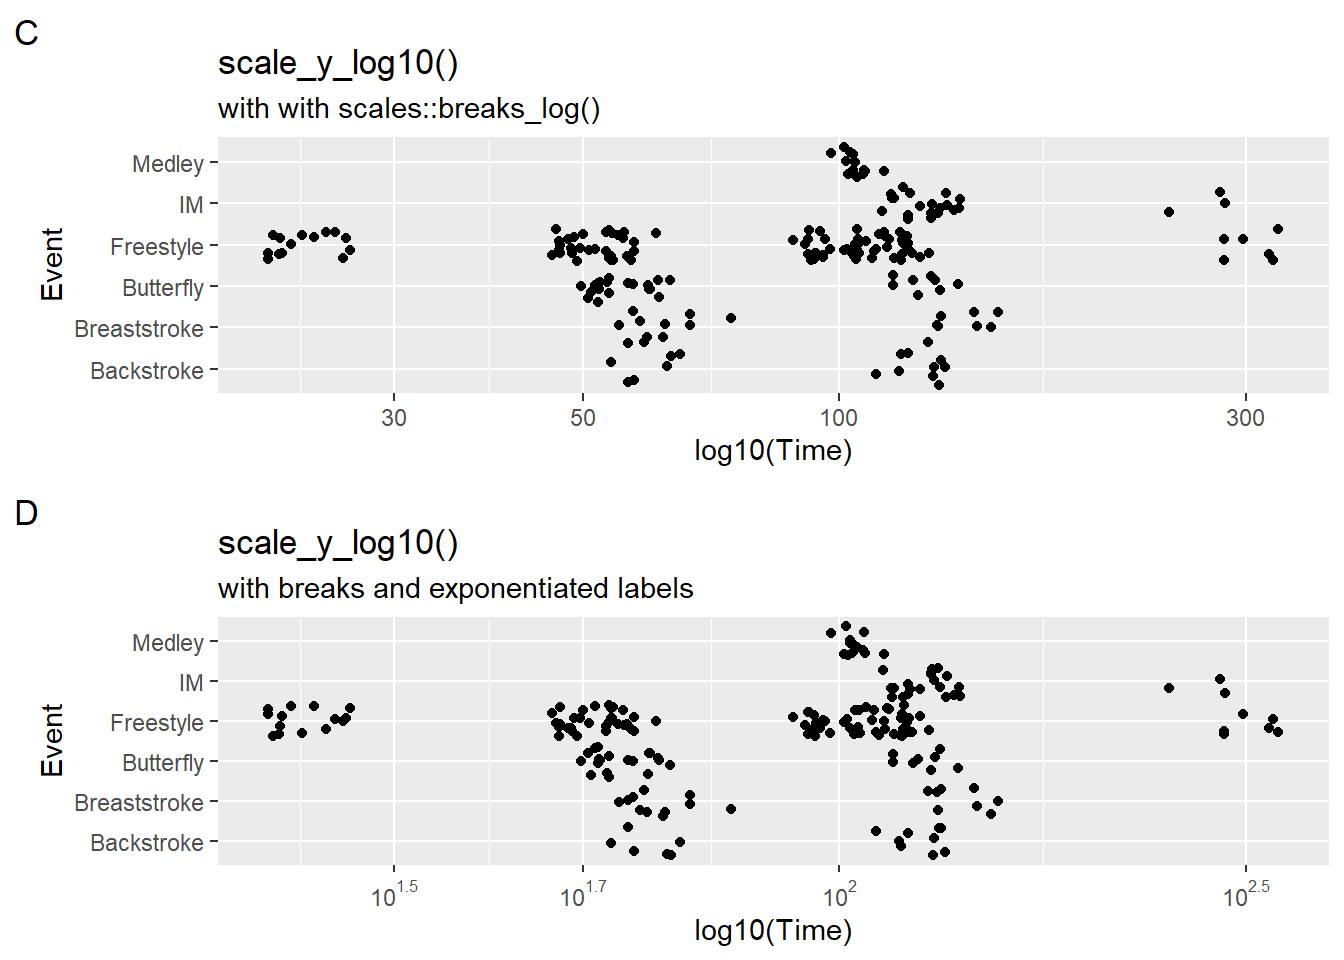 C
scale_y_log10()
with with scales::breaks_log()
Event
Medley
IM
Freestyle
Butterfly
Breaststroke
Backstroke
30 50 100 300
log10(Time)
D
scale_y_log10()
with breaks and exponentiated labels
Event
Medley
IM
Freestyle
Butterfly
Breaststroke
Backstroke
10^1.5 10^1.7 10^2 10^2.5
log10(Time)